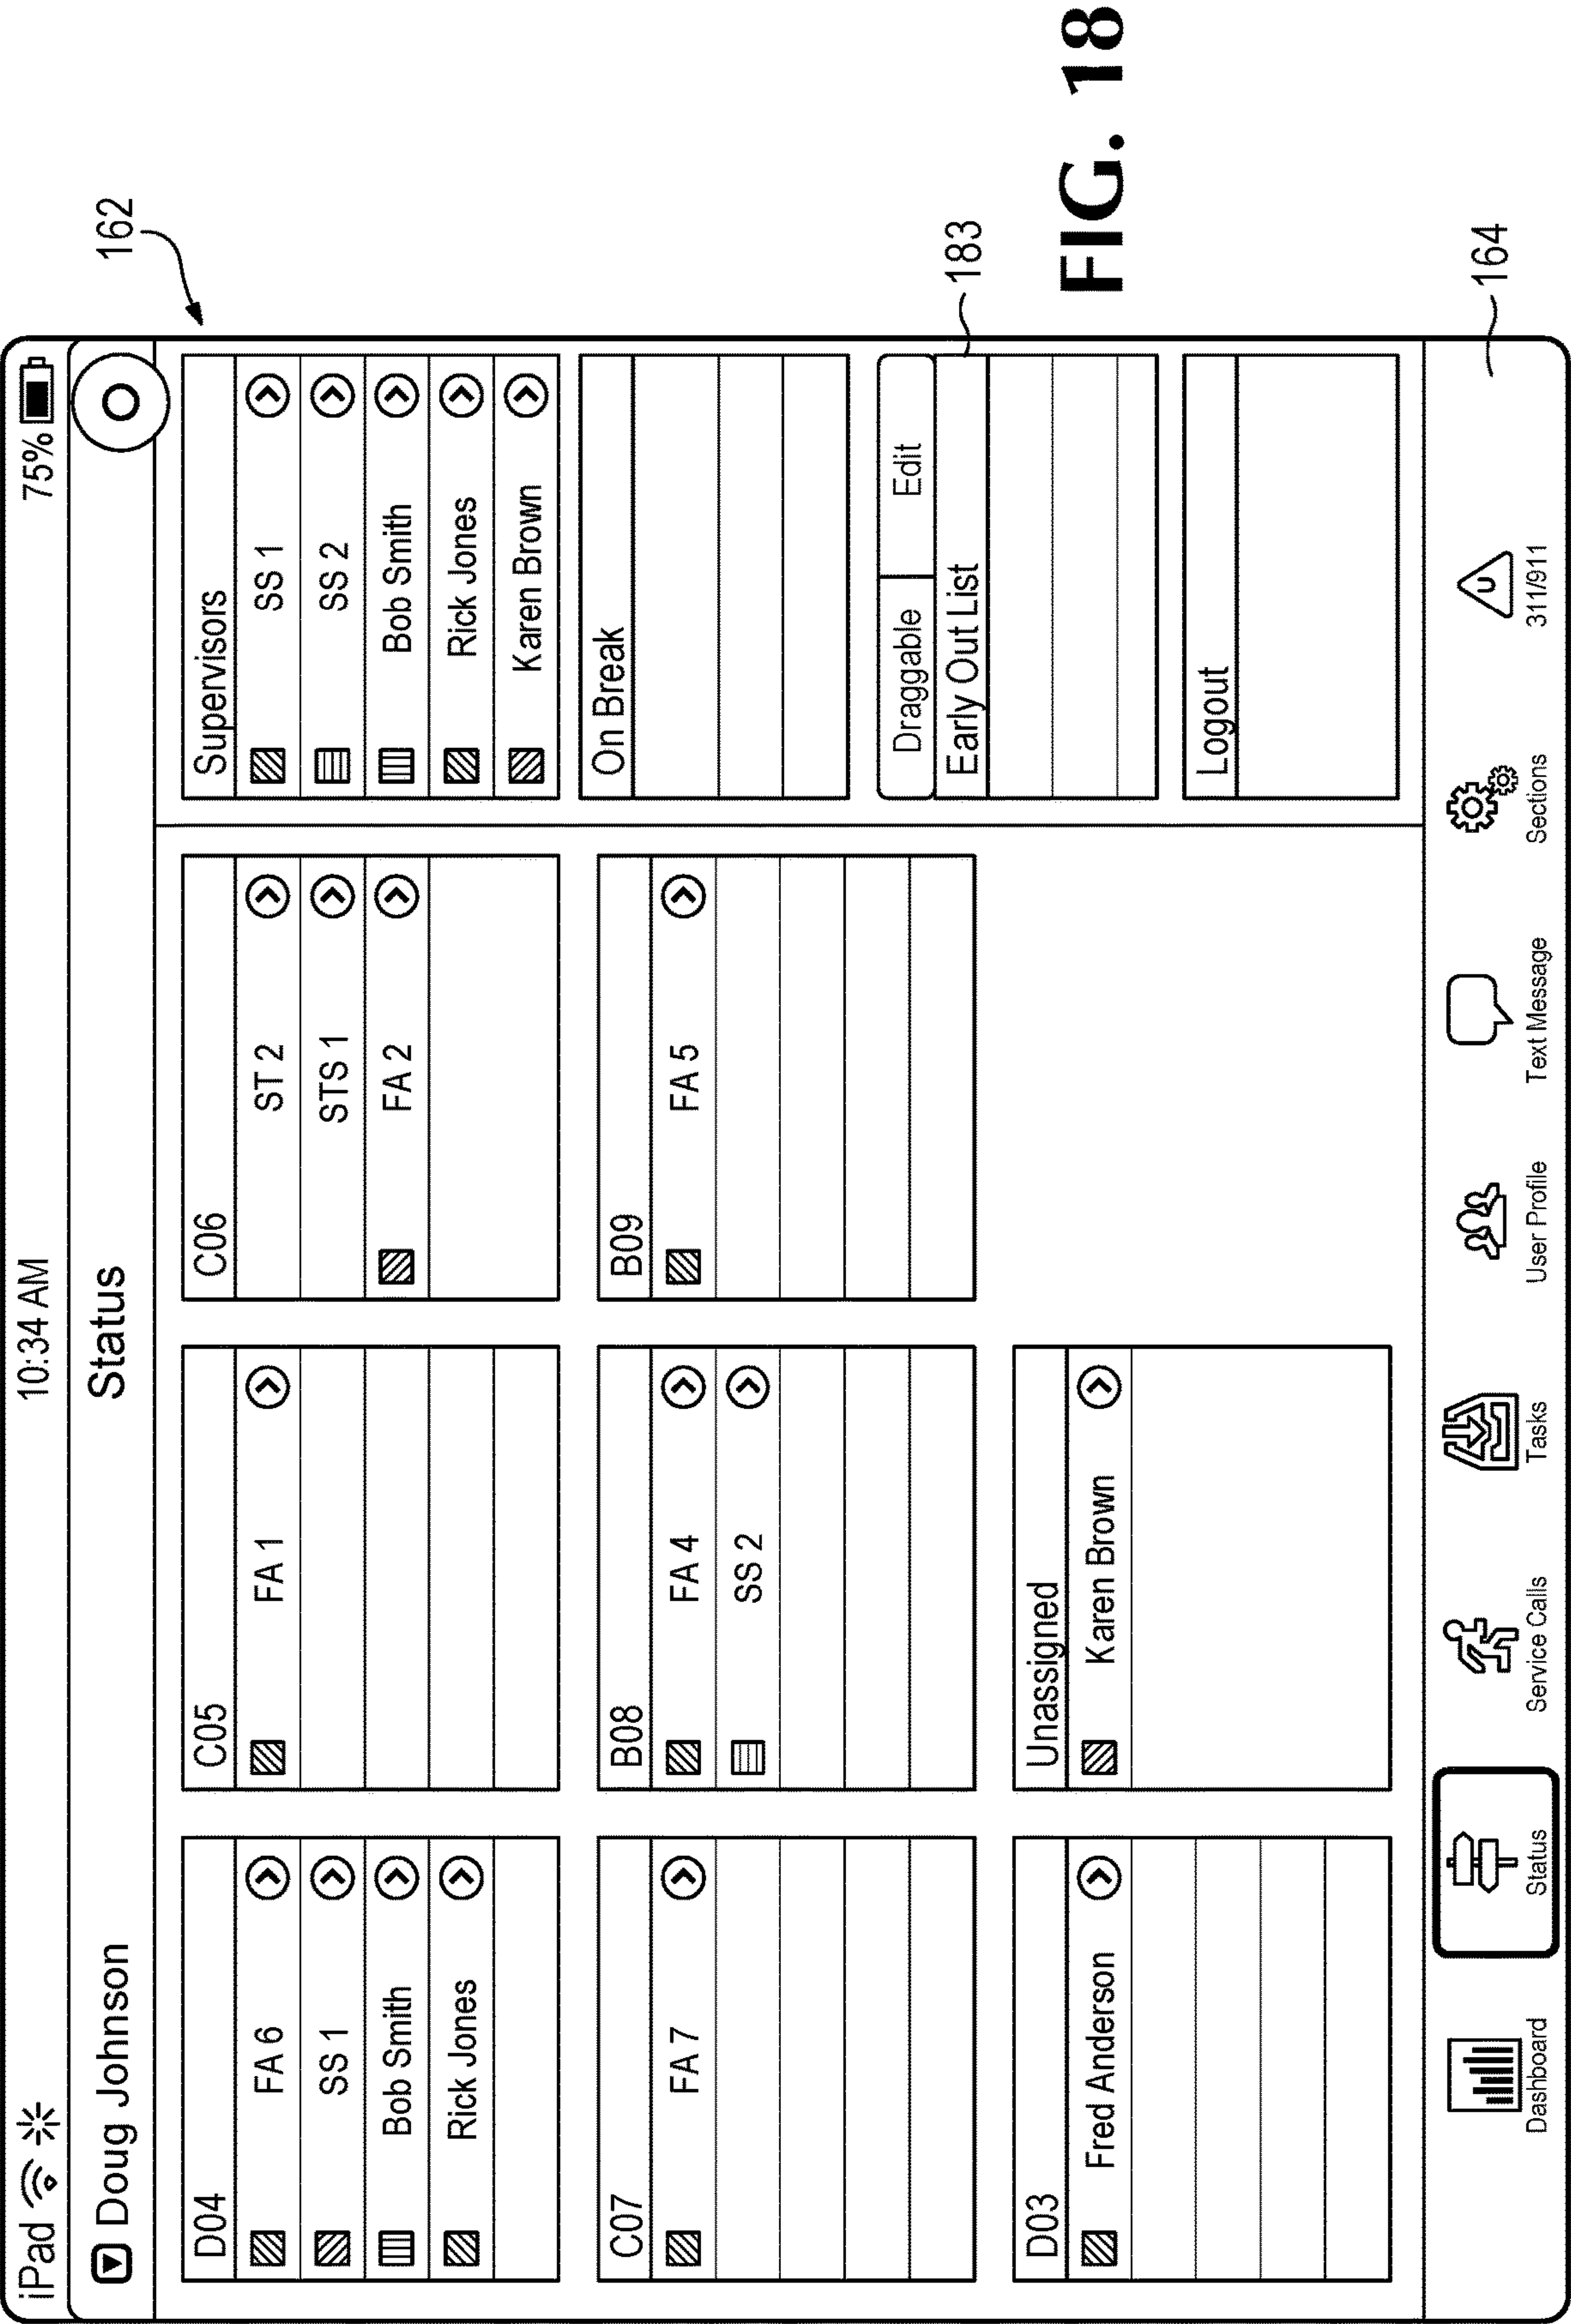 iPad 10:34 AM 75%
Doug Johnson Status
162
D04
FA 6
SS 1
Bob Smith
Rick Jones
C05
FA 1
C06
ST 2
STS 1
FA 2
Supervisors
SS 1
SS 2
Bob Smith
Rick Jones
Karen Brown
C07
FA 7
B08
FA 4
SS 2
B09
FA 5
On Break
D03
Fred Anderson
Unassigned
Karen Brown
Draggable Edit
Early Out List
183
Logout
Dashboard
Status
Service Calls
Tasks
User Profile
Text Message
Sections
311/911
164
FIG. 18